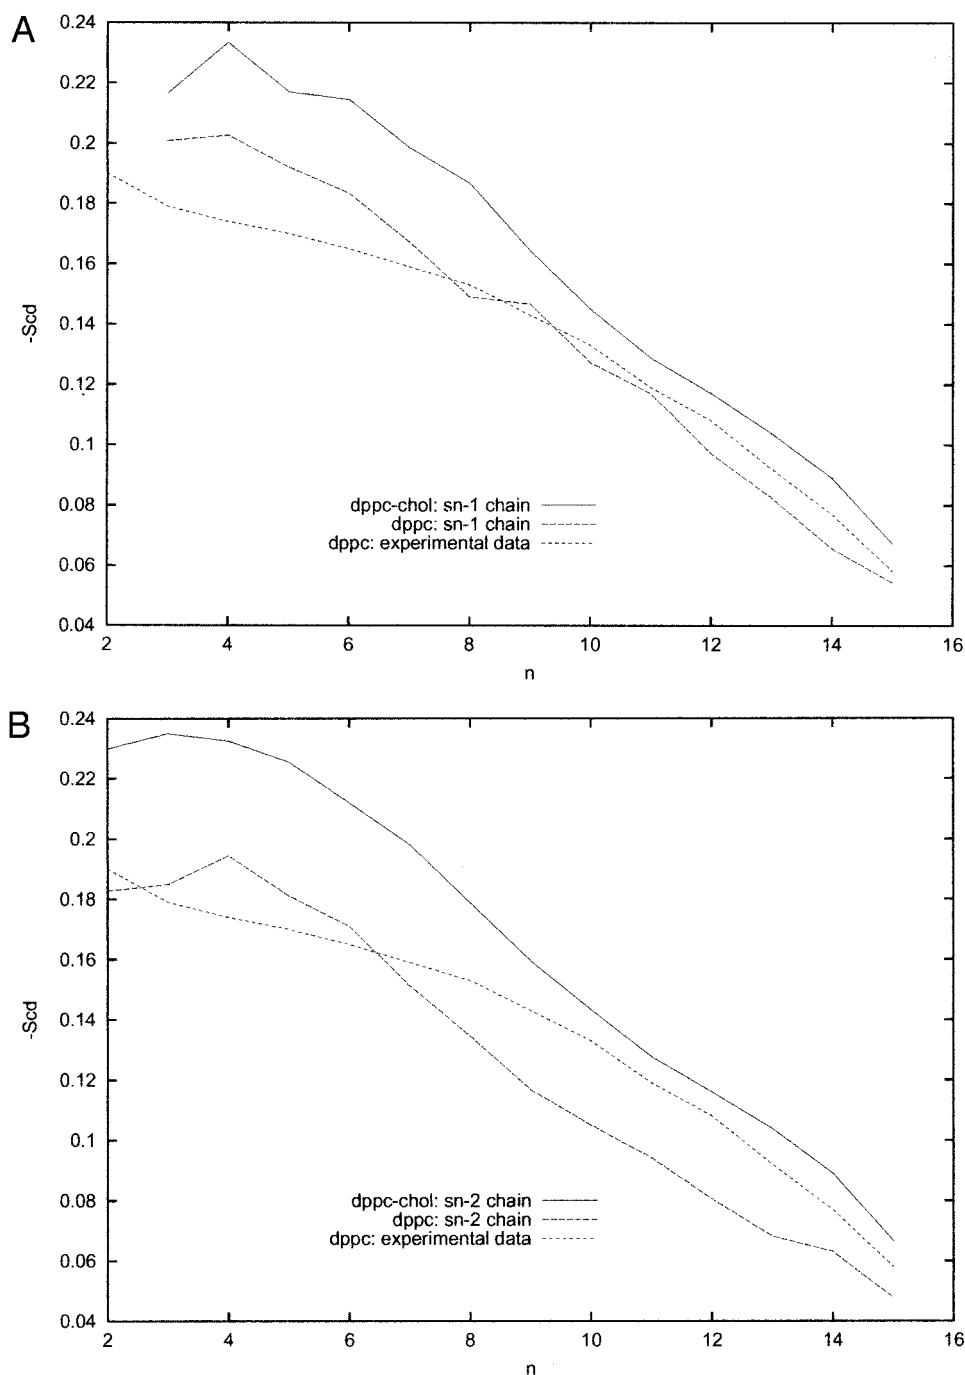 A
0.24
0.22
0.2
0.18
0.16
0.14
0.12
0.1
0.08
0.06
0.04
-Scd
dppc-chol: sn-1 chain
dppc: sn-1 chain
dppc: experimental data
2 4 6 8 10 12 14 16
n
B
0.24
0.22
0.2
0.18
0.16
0.14
0.12
0.1
0.08
0.06
0.04
-Scd
dppc-chol: sn-2 chain
dppc: sn-2 chain
dppc: experimental data
2 4 6 8 10 12 14 16
n